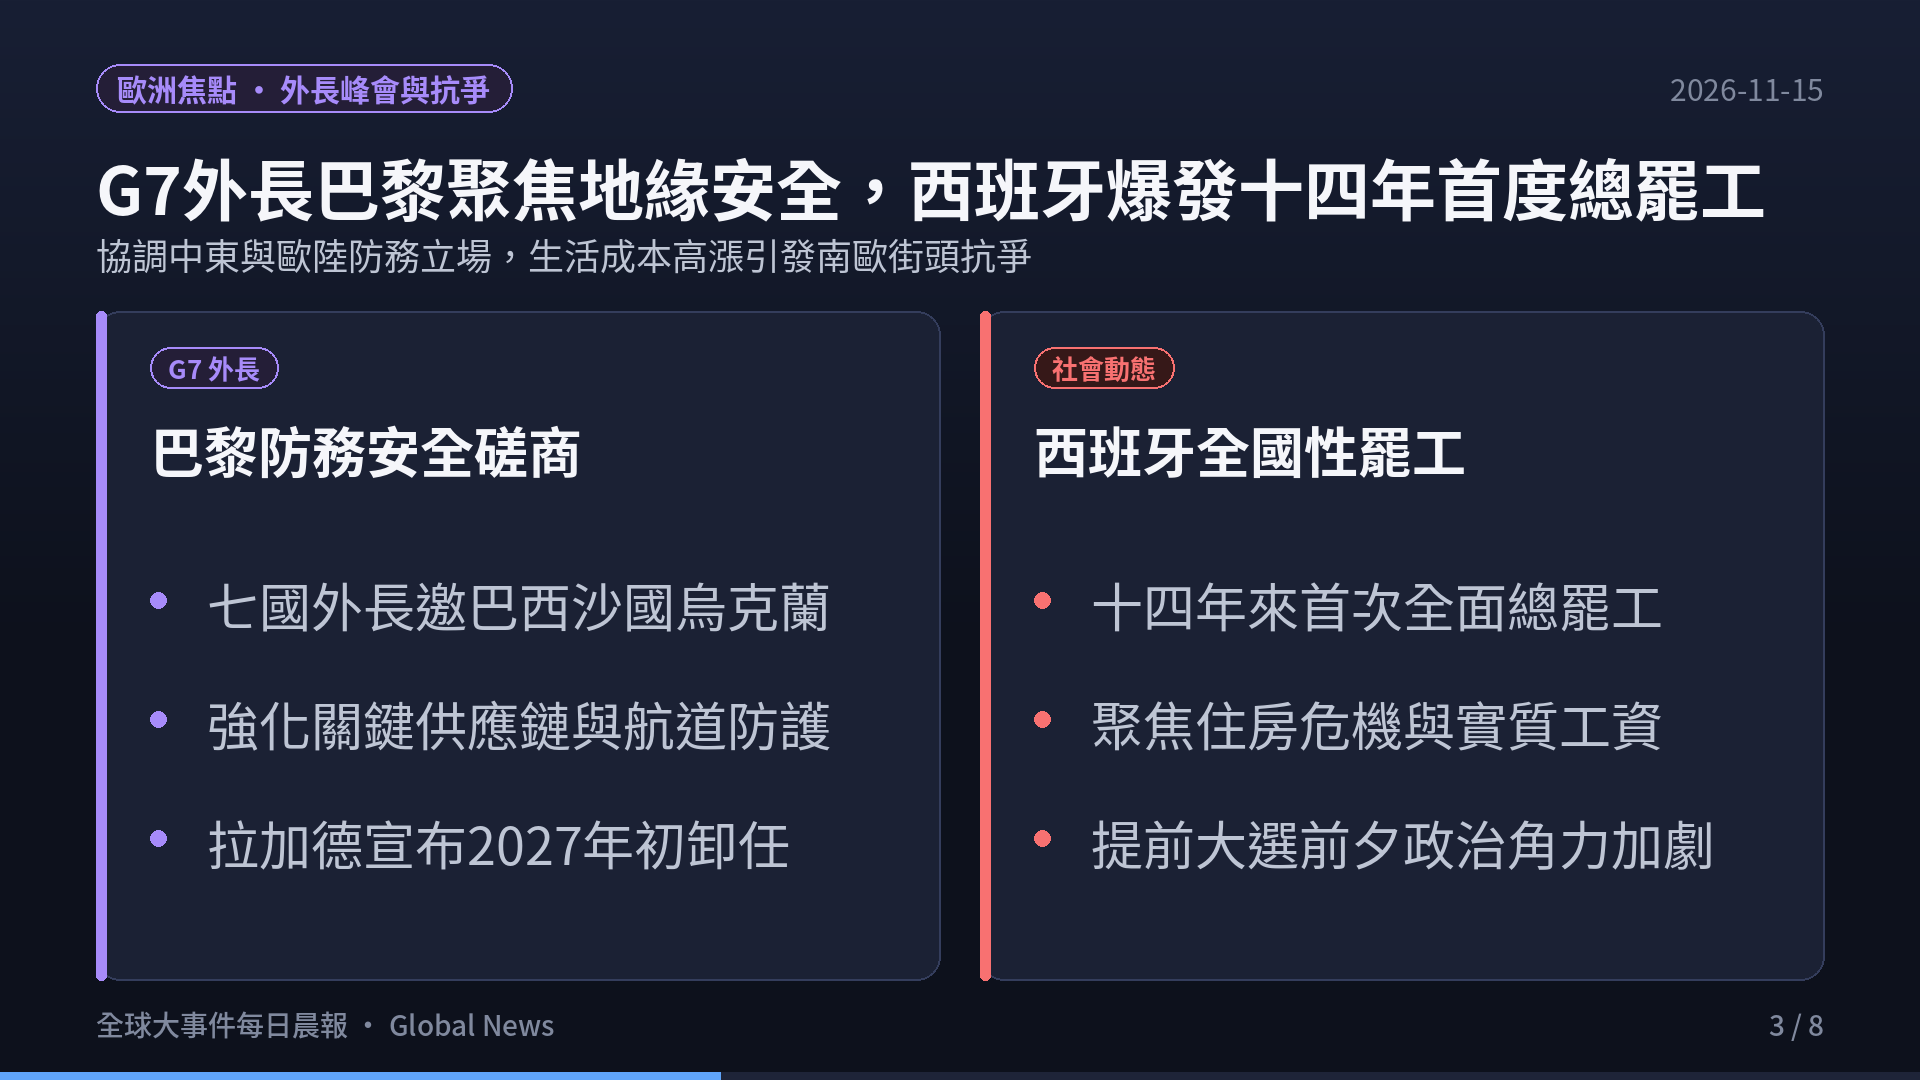 歐洲焦點 • 外長峰會與抗爭
2026-11-15
G7外長巴黎聚焦地緣安全，西班牙爆發十四年首度總罷工
協調中東與歐陸防務立場，生活成本高漲引發南歐街頭抗爭
G7 外長
巴黎防務安全磋商
• 七國外長邀巴西沙國烏克蘭
• 強化關鍵供應鏈與航道防護
• 拉加德宣布2027年初卸任
社會動態
西班牙全國性罷工
• 十四年來首次全面總罷工
• 聚焦住房危機與實質工資
• 提前大選前夕政治角力加劇
全球大事件每日晨報 • Global News
3 / 8